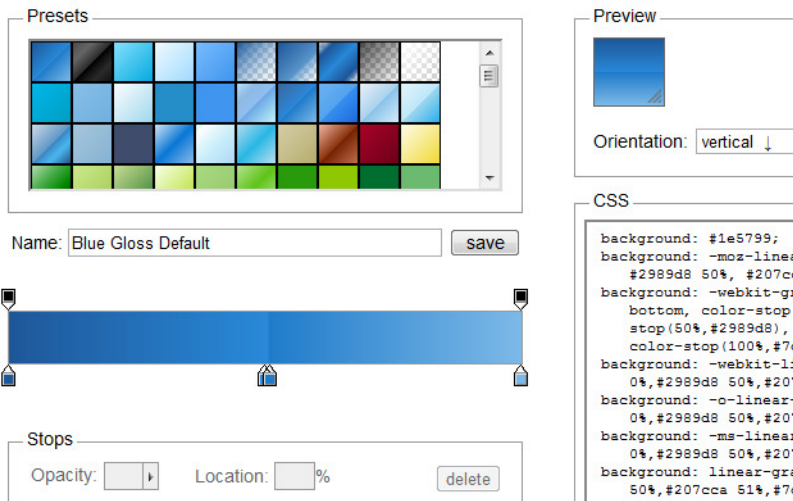 Presets
Name: Blue Gloss Default save
Stops
Opacity: Location: % delete
Preview
Orientation: vertical ↓
CSS
background: #1e5799;
background: -moz-linea
#2989d8 50%, #207cc
background: -webkit-gr
bottom, color-stop
stop(50%,#2989d8),
color-stop(100%,#7d
background: -webkit-li
0%,#2989d8 50%,#20
background: -o-linear-
0%,#2989d8 50%,#20
background: -ms-linear
0%,#2989d8 50%,#20
background: linear-gra
50%,#207cca 51%,#7d